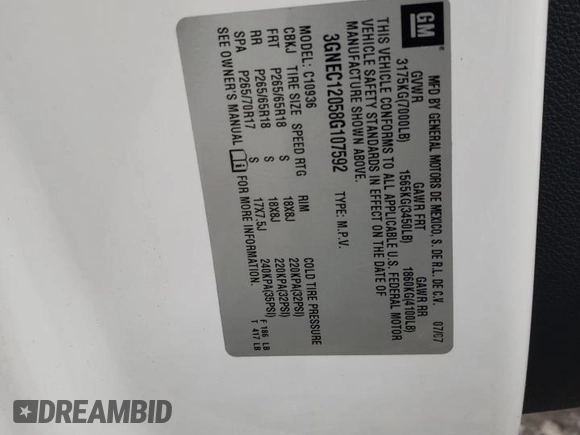 GM
®
MFD BY GENERAL MOTORS DE MEXICO, S. DE R.L. DE C.V. 07/07
GVWR GAWR FRT GAWR RR
3175KG(7000LB) 1565KG(3450LB) 1860KG(4100LB)
THIS VEHICLE CONFORMS TO ALL APPLICABLE U.S. FEDERAL MOTOR
VEHICLE SAFETY STANDARDS IN EFFECT ON THE DATE OF
MANUFACTURE SHOWN ABOVE.
3GNEC12058G107592 TYPE: M.P.V.
MODEL: C10936
CBKJ TIRE SIZE SPEED RTG RIM COLD TIRE PRESSURE
FRT P265/65R18 S 18X8J 220KPA(32PSI)
RR P265/65R18 S 18X8J 220KPA(32PSI)
SPA P265/70R17 S 17X7.5J 240KPA(35PSI)
SEE OWNER'S MANUAL i FOR MORE INFORMATION.
F 186 LB
T 417 LB
DREAMBID